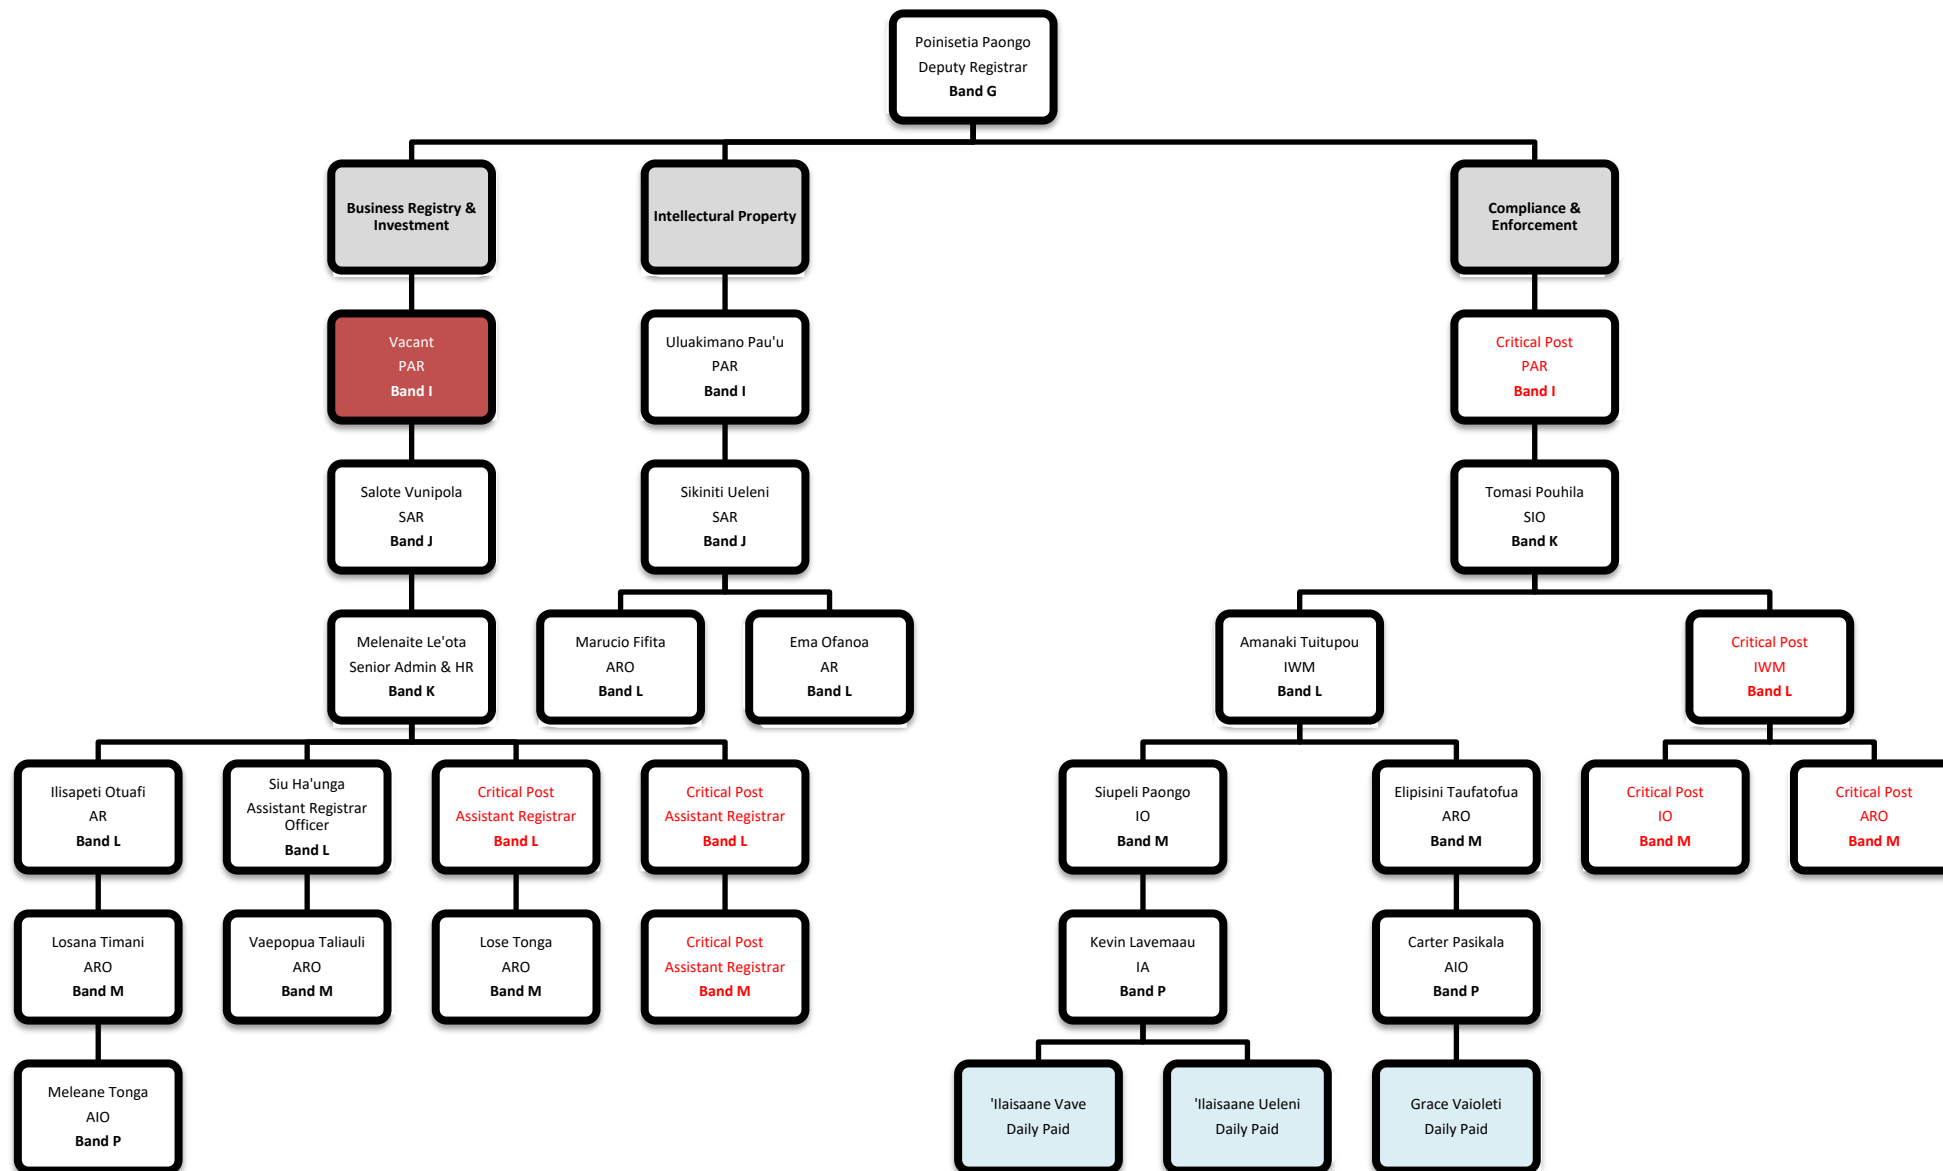 Poinisetia Paongo
Deputy Registrar
Band G
Business Registry &
Investment
Intellectural Property
Compliance &
Enforcement
Vacant
PAR
Band I
Uluakimano Pau'u
PAR
Band I
Critical Post
PAR
Band I
Salote Vunipola
SAR
Band J
Sikiniti Ueleni
SAR
Band J
Tomasi Pouhila
SIO
Band K
Melenaite Le'ota
Senior Admin & HR
Band K
Marucio Fifita
ARO
Band L
Ema Ofanoa
AR
Band L
Amanaki Tuitupou
IWM
Band L
Critical Post
IWM
Band L
Ilisapeti Otuafi
AR
Band L
Siu Ha'unga
Assistant Registrar
Officer
Band L
Critical Post
Assistant Registrar
Band L
Critical Post
Assistant Registrar
Band L
Siupeli Paongo
IO
Band M
Elipisini Taufatofua
ARO
Band M
Critical Post
IO
Band M
Critical Post
ARO
Band M
Losana Timani
ARO
Band M
Vaepopua Taliauli
ARO
Band M
Lose Tonga
ARO
Band M
Critical Post
Assistant Registrar
Band M
Kevin Lavemaau
IA
Band P
Carter Pasikala
AIO
Band P
Meleane Tonga
AIO
Band P
'Ilaisaane Vave
Daily Paid
'Ilaisaane Ueleni
Daily Paid
Grace Vaioleti
Daily Paid